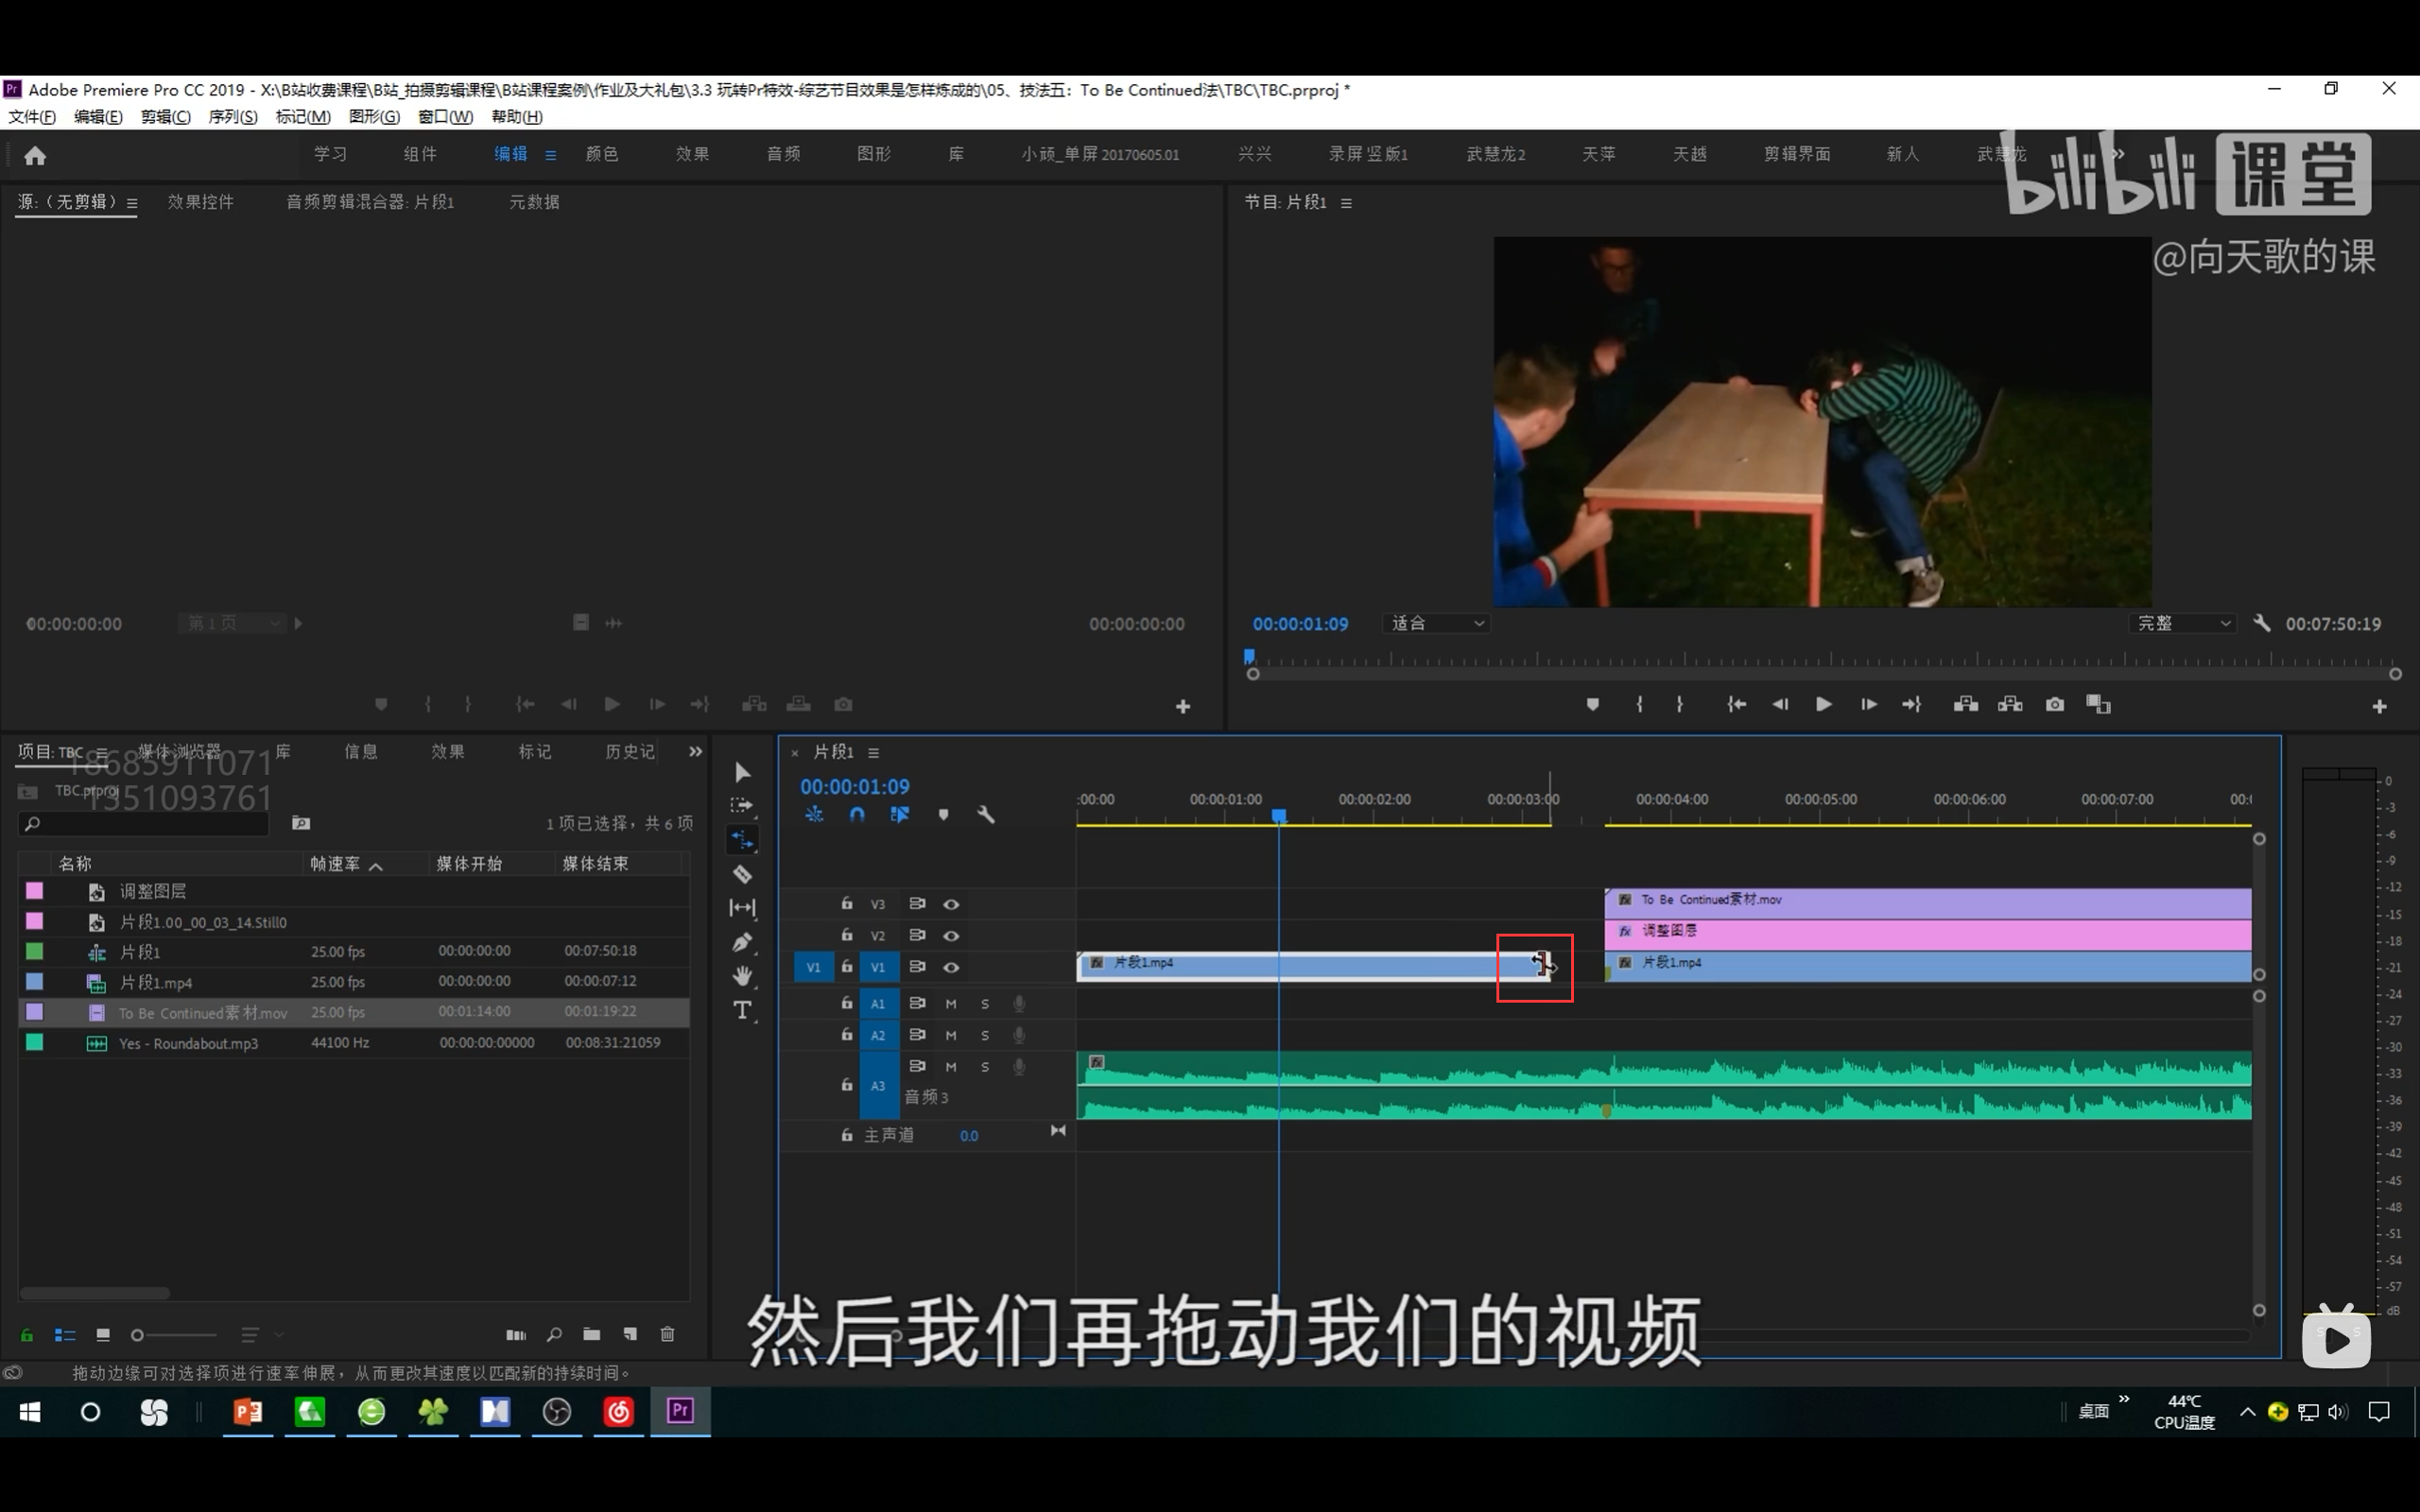 Adobe Premiere Pro CC 2019 - X:\B站收费课程\B站_拍摄剪辑课程\B站课程案例\作业及大礼包\3.3 玩转Pr特效-综艺节目效果是怎样炼成的\05、技法五：To Be Continued法\TBC\TBC.prproj *
文件(F) 编辑(E) 剪辑(C) 序列(S) 标记(M) 图形(G) 窗口(W) 帮助(H)
学习 组件 编辑 颜色 效果 音频 图形 库 小顽_单屏20170605.01 兴兴 录屏竖版1 武慧龙2 天萍 天越 剪辑界面 新人 武慧龙
bilibili 课堂
@向天歌的课
源:（无剪辑） 效果控件 音频剪辑混合器: 片段1 元数据
节目: 片段1
00:00:00:00 第1页 00:00:00:00
00:00:01:09 适合 完整 00:07:50:19
项目: TBC 媒体浏览器 库 信息 效果 标记 历史记
18685911071
TBC.prproj
1351093761
1 项已选择，共 6 项
名称 帧速率 媒体开始 媒体结束
调整图层
片段1.00_00_03_14.Still0
片段1 25.00 fps 00:00:00:00 00:07:50:18
片段1.mp4 25.00 fps 00:00:00:00 00:00:07:12
To Be Continued素材.mov 25.00 fps 00:01:14:00 00:01:19:22
Yes - Roundabout.mp3 44100 Hz 00:00:00:00000 00:08:31:21059
片段1
00:00:01:09
:00:00 00:00:01:00 00:00:02:00 00:00:03:00 00:00:04:00 00:00:05:00 00:00:06:00 00:00:07:00 00:0
V3 To Be Continued素材.mov
V2 调整图层
V1 V1 片段1.mp4 片段1.mp4
A1 M S
A2 M S
A3 M S
音频 3
主声道 0.0
0
-3
-6
-9
-12
-15
-18
-21
-24
-27
-30
-33
-36
-39
-42
-45
-48
-51
-54
-57
dB
S S
然后我们再拖动我们的视频
拖动边缘可对选择项进行速率伸展，从而更改其速度以匹配新的持续时间。
桌面
44℃
CPU温度